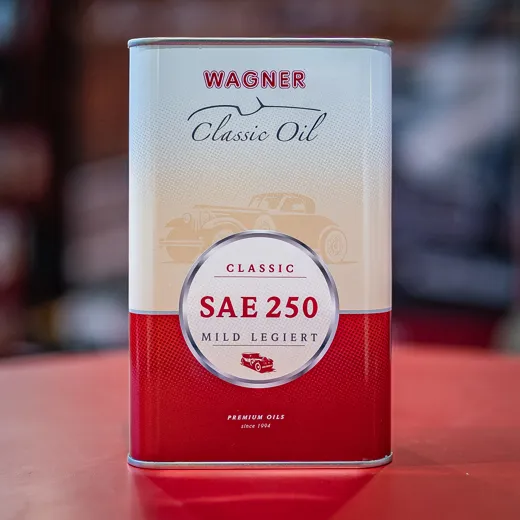 WAGNER
Classic Oil
CLASSIC
SAE 250
MILD LEGIERT
PREMIUM OILS
since 1994